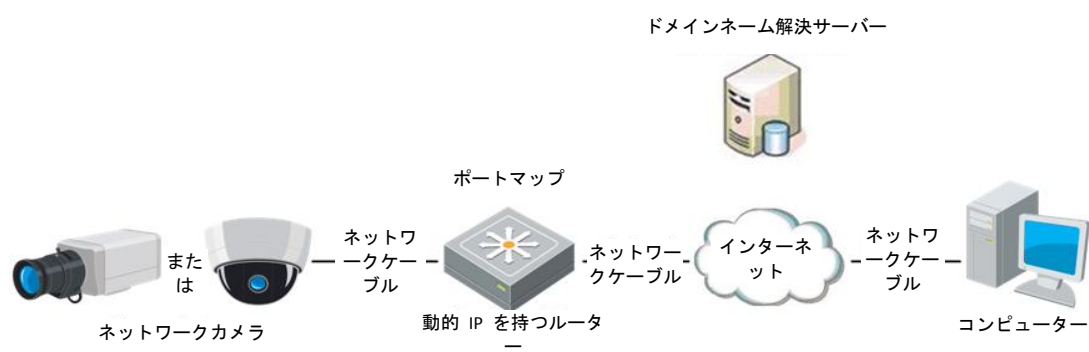 ドメインネーム解決サーバー
ポートマップ
また
は
ネットワ
ークケー
ブル
ネットワー
クケーブル
インターネ
ット
ネットワ
ークケー
ブル
ネットワークカメラ
動的 IP を持つルータ
ー
コンピューター